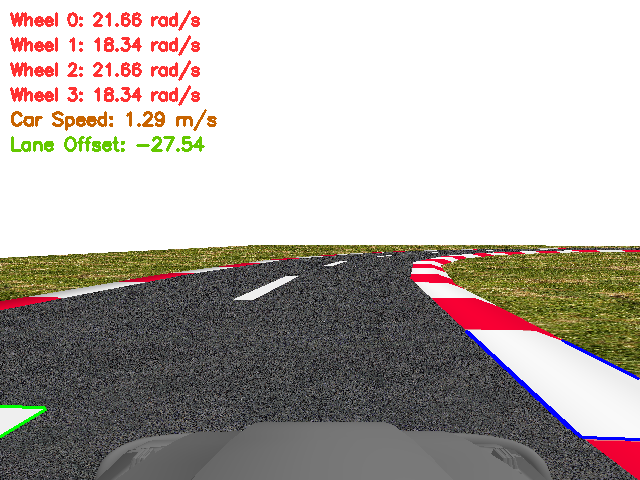 Wheel 0: 21.66 rad/s
Wheel 1: 18.34 rad/s
Wheel 2: 21.66 rad/s
Wheel 3: 18.34 rad/s
Car Speed: 1.29 m/s
Lane Offset: -27.54